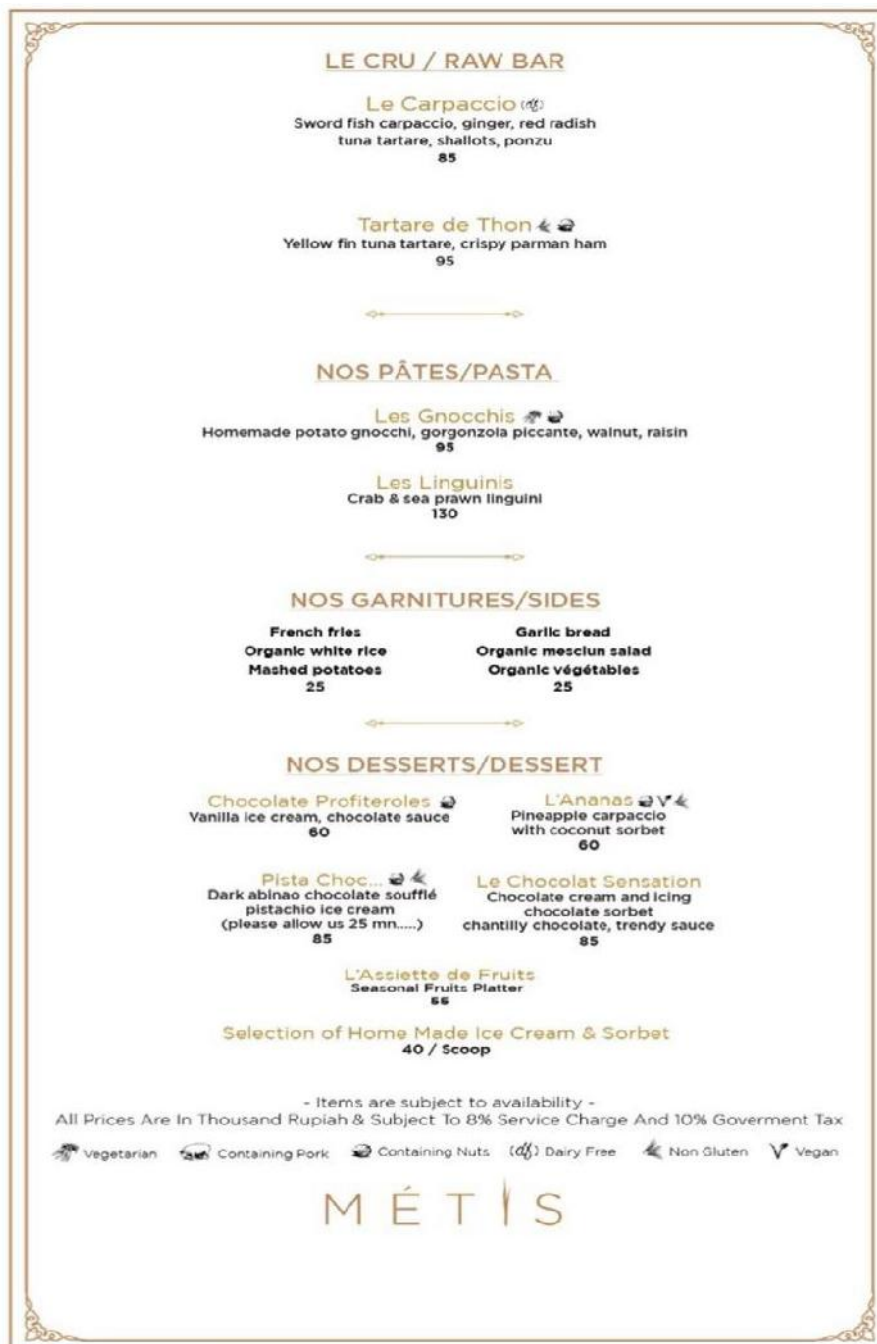 LE CRU / RAW BAR
Le Carpaccio (df)
Sword fish carpaccio, ginger, red radish
tuna tartare, shallots, ponzu
85
Tartare de Thon
Yellow fin tuna tartare, crispy parman ham
95
NOS PÂTES/PASTA
Les Gnocchis
Homemade potato gnocchi, gorgonzola piccante, walnut, raisin
95
Les Linguinis
Crab & sea prawn linguini
130
NOS GARNITURES/SIDES
French fries
Organic white rice
Mashed potatoes
25
Garlic bread
Organic mesclun salad
Organic végétables
25
NOS DESSERTS/DESSERT
Chocolate Profiteroles
Vanilla ice cream, chocolate sauce
60
L'Ananas
Pineapple carpaccio
with coconut sorbet
60
Pista Choc...
Dark abinao chocolate soufflé
pistachio ice cream
(please allow us 25 mn.....)
85
Le Chocolat Sensation
Chocolate cream and icing
chocolate sorbet
chantilly chocolate, trendy sauce
85
L'Assiette de Fruits
Seasonal Fruits Platter
55
Selection of Home Made Ice Cream & Sorbet
40 / Scoop
- Items are subject to availability -
All Prices Are In Thousand Rupiah & Subject To 8% Service Charge And 10% Goverment Tax
Vegetarian Containing Pork Containing Nuts (df) Dairy Free Non Gluten Vegan
MÉTIS